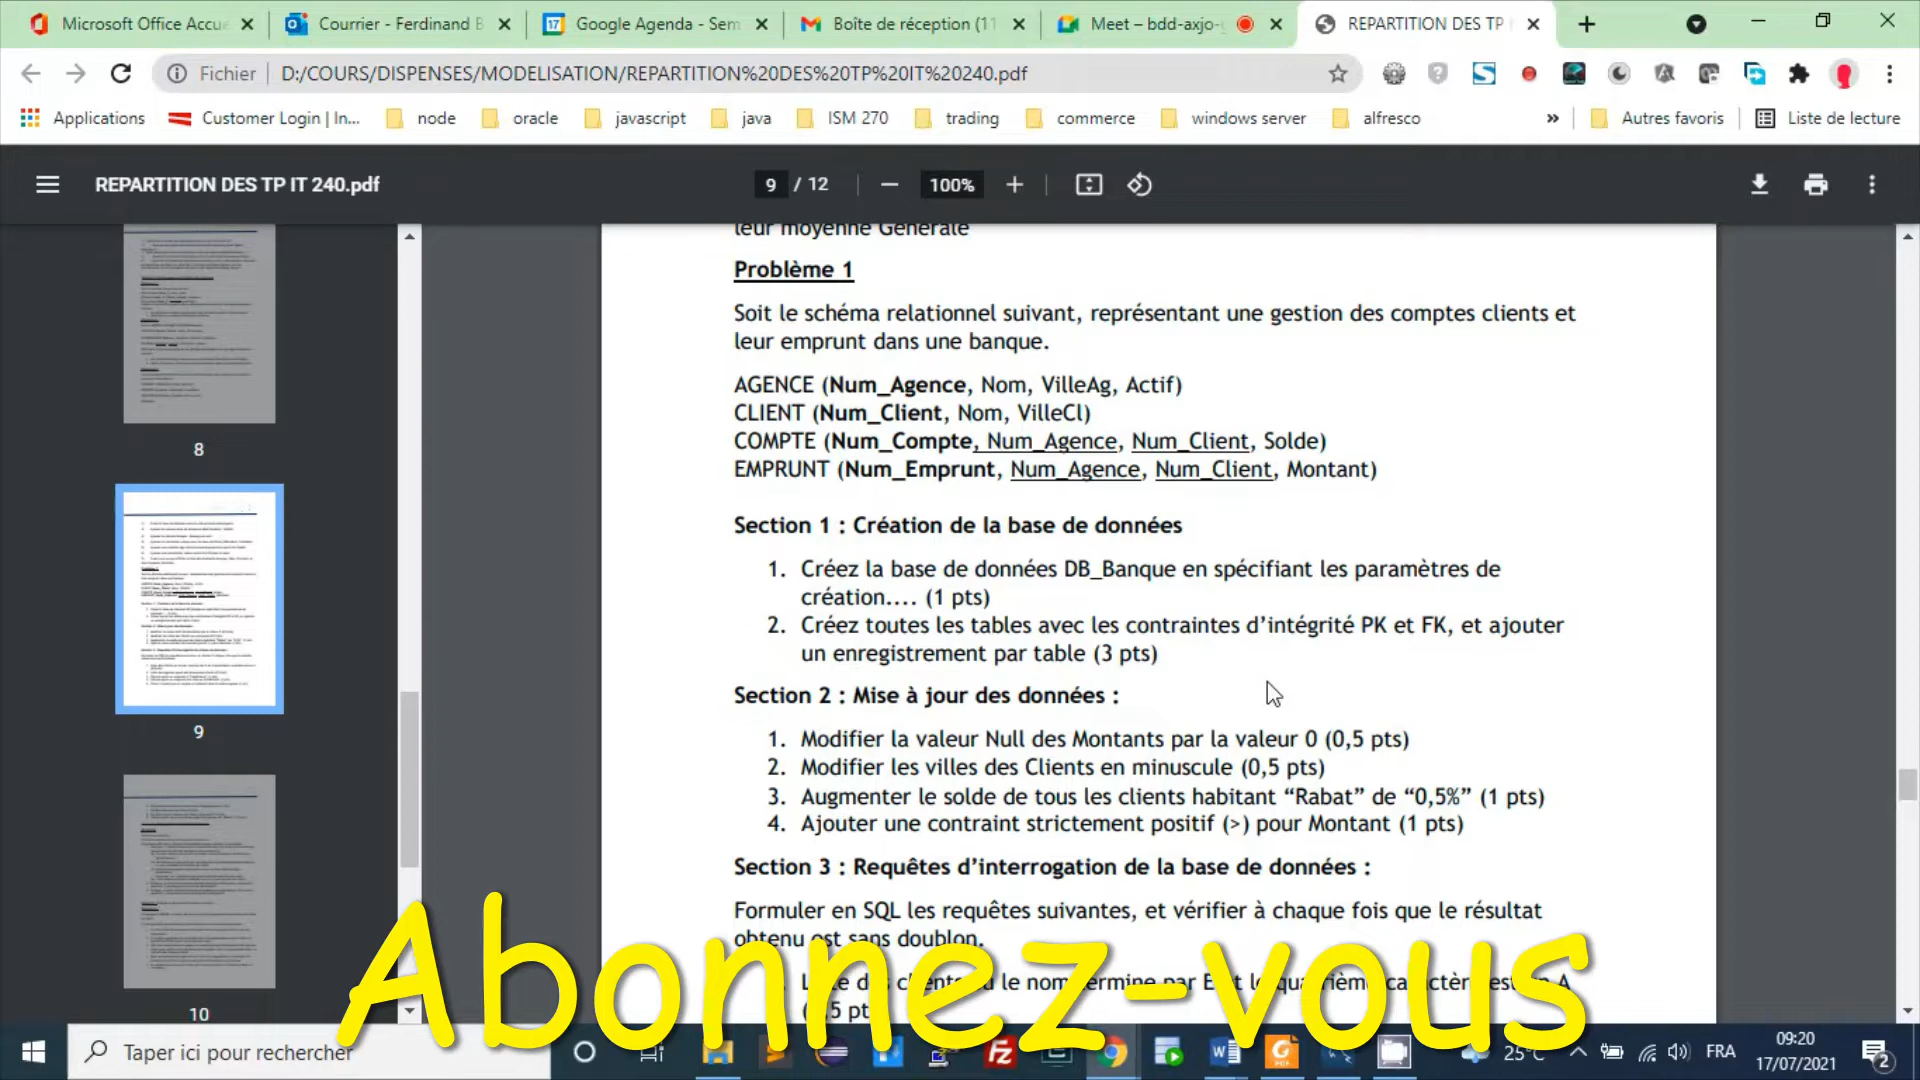 Microsoft Office Accue
Courrier - Ferdinand B
17
Google Agenda - Sem
Boîte de réception (11
Meet – bdd-axjo-
REPARTITION DES TP
Fichier
D:/COURS/DISPENSES/MODELISATION/REPARTITION%20DES%20TP%20IT%20240.pdf
Applications
Customer Login | In...
node
oracle
javascript
java
ISM 270
trading
commerce
windows server
alfresco
»
Autres favoris
Liste de lecture
REPARTITION DES TP IT 240.pdf
9 / 12
100%
8
9
10
leur moyenne Générale
Problème 1
Soit le schéma relationnel suivant, représentant une gestion des comptes clients et
leur emprunt dans une banque.
AGENCE (Num_Agence, Nom, VilleAg, Actif)
CLIENT (Num_Client, Nom, VilleCl)
COMPTE (Num_Compte, Num_Agence, Num_Client, Solde)
EMPRUNT (Num_Emprunt, Num_Agence, Num_Client, Montant)
Section 1 : Création de la base de données
1. Créez la base de données DB_Banque en spécifiant les paramètres de
création.... (1 pts)
2. Créez toutes les tables avec les contraintes d’intégrité PK et FK, et ajouter
un enregistrement par table (3 pts)
Section 2 : Mise à jour des données :
1. Modifier la valeur Null des Montants par la valeur 0 (0,5 pts)
2. Modifier les villes des Clients en minuscule (0,5 pts)
3. Augmenter le solde de tous les clients habitant “Rabat” de “0,5%” (1 pts)
4. Ajouter une contraint strictement positif (>) pour Montant (1 pts)
Section 3 : Requêtes d’interrogation de la base de données :
Formuler en SQL les requêtes suivantes, et vérifier à chaque fois que le résultat
obtenu est sans doublon.
Abonnez-vous
Taper ici pour rechercher
25°C
FRA
09:20
17/07/2021
2